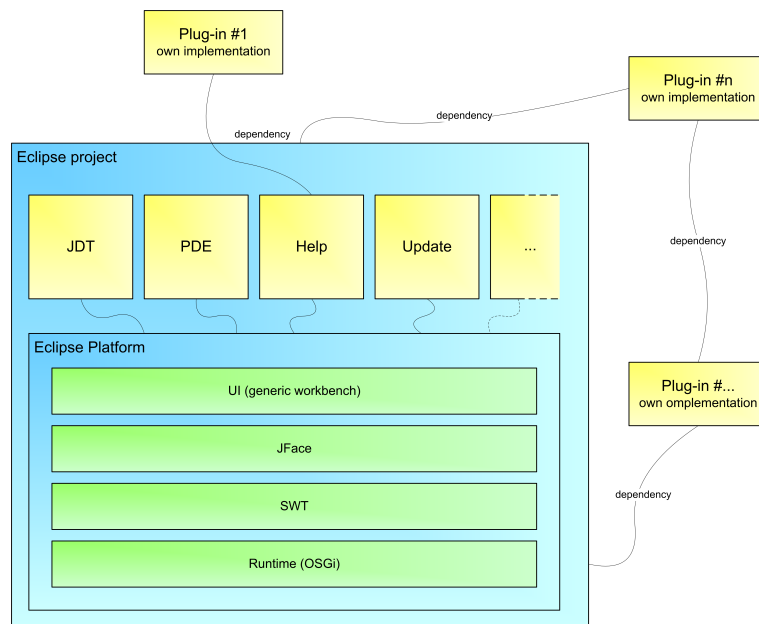 Plug-in #1
own implementation
Plug-in #n
own implementation
dependency
dependency
Eclipse project
JDT
PDE
Help
Update
...
dependency
Eclipse Platform
UI (generic workbench)
JFace
SWT
Runtime (OSGi)
Plug-in #...
own omplementation
dependency